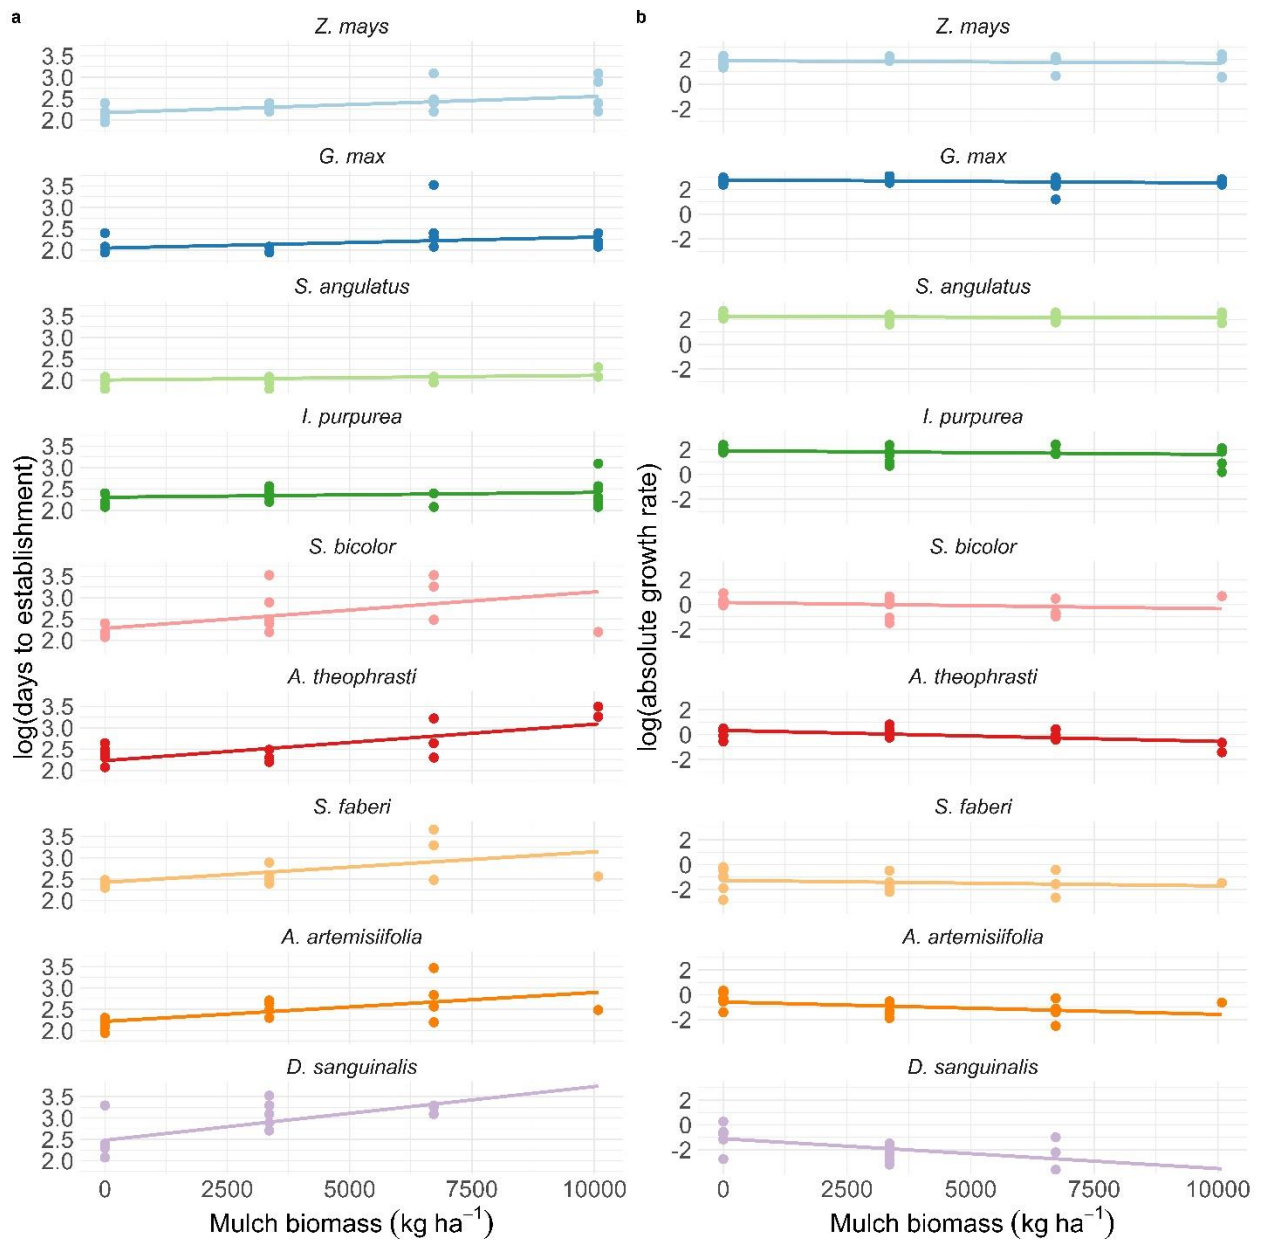 a
Z. mays
3.5
3.0
2.5
2.0
G. max
3.5
3.0
2.5
2.0
S. angulatus
3.5
3.0
2.5
2.0
I. purpurea
3.5
3.0
2.5
2.0
S. bicolor
3.5
3.0
2.5
2.0
A. theophrasti
3.5
3.0
2.5
2.0
S. faberi
3.5
3.0
2.5
2.0
A. artemisiifolia
3.5
3.0
2.5
2.0
D. sanguinalis
3.5
3.0
2.5
2.0
0 2500 5000 7500 10000
Mulch biomass (kg ha⁻¹)
log(days to establishment)
b
Z. mays
2
0
-2
G. max
2
0
-2
S. angulatus
2
0
-2
I. purpurea
2
0
-2
S. bicolor
2
0
-2
A. theophrasti
2
0
-2
S. faberi
2
0
-2
A. artemisiifolia
2
0
-2
D. sanguinalis
2
0
-2
0 2500 5000 7500 10000
Mulch biomass (kg ha⁻¹)
log(absolute growth rate)